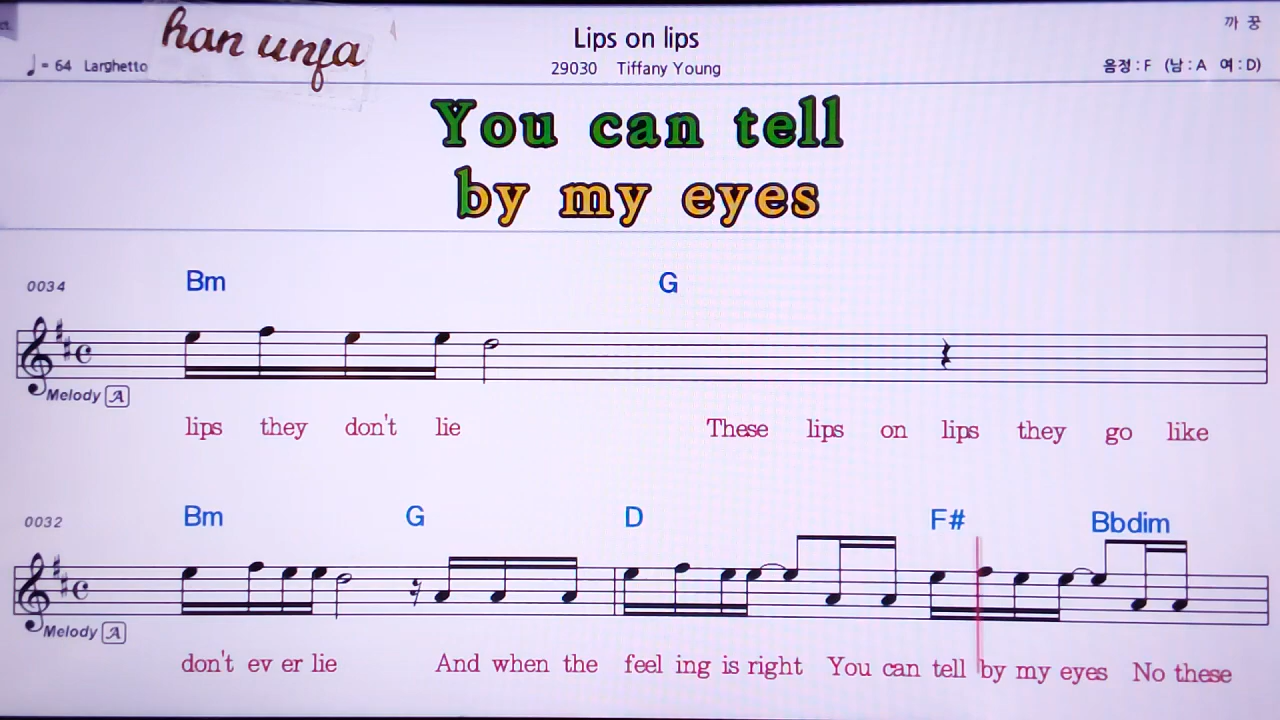 han unfa
Lips on lips
까 꿍
♩= 64 Larghetto
29030 Tiffany Young
음정 : F (남 : A 여 : D)
You can tell
by my eyes
0034
Bm G
Melody A
lips they don't lie These lips on lips they go like
0032
Bm G D F# Bbdim
Melody A
don't ev er lie And when the feel ing is right You can tell by my eyes No these